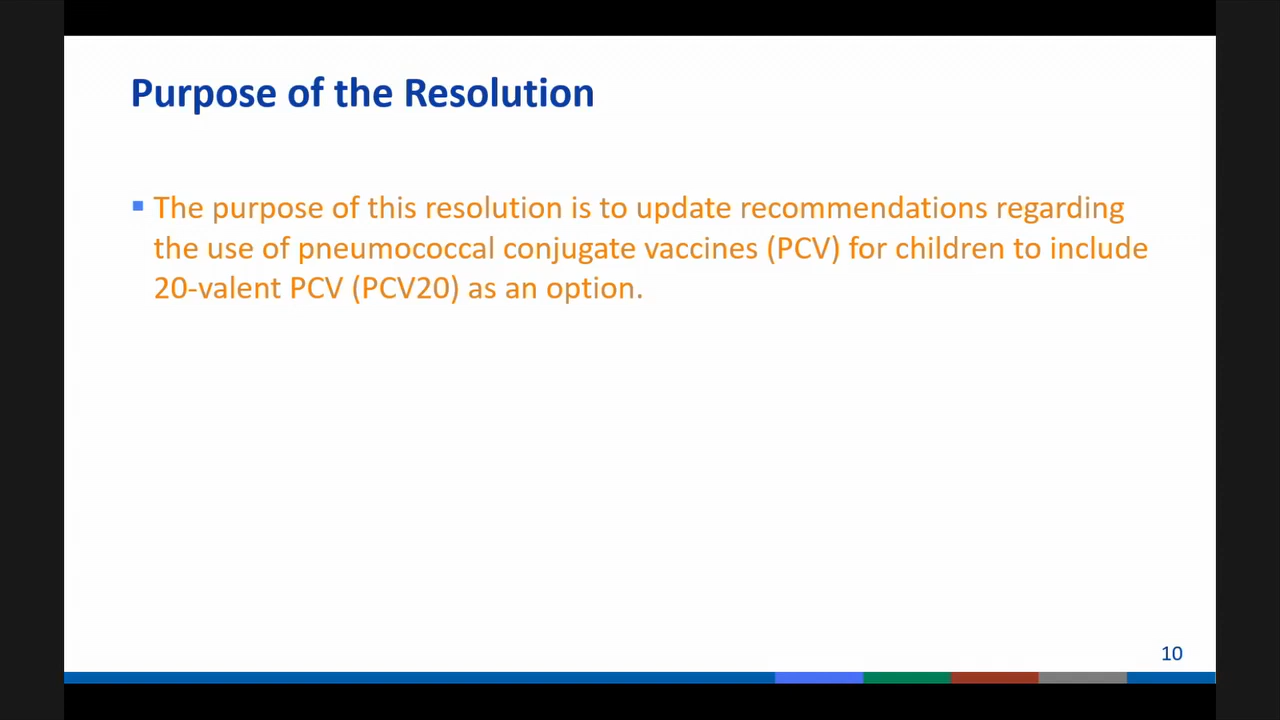 Purpose of the Resolution
▪ The purpose of this resolution is to update recommendations regarding
the use of pneumococcal conjugate vaccines (PCV) for children to include
20-valent PCV (PCV20) as an option.
10